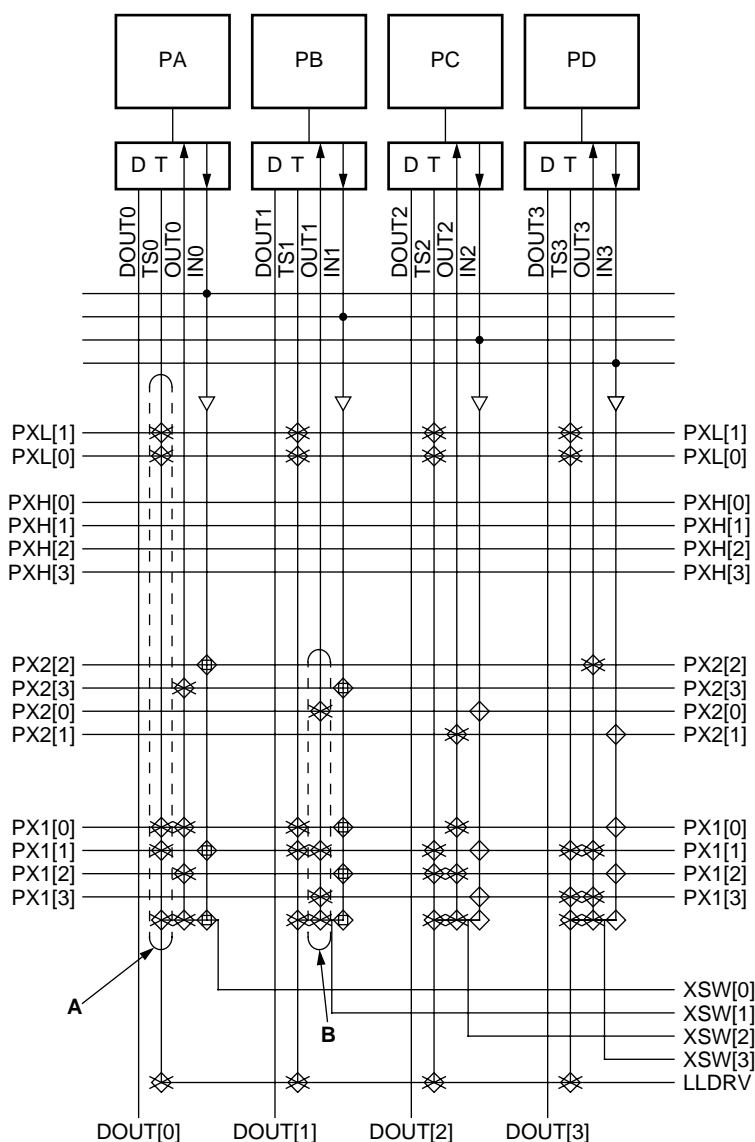 PA PB PC PD
D T D T D T D T
DOUT0 TS0 OUT0 IN0 DOUT1 TS1 OUT1 IN1 DOUT2 TS2 OUT2 IN2 DOUT3 TS3 OUT3 IN3
PXL[1] PXL[1]
PXL[0] PXL[0]
PXH[0] PXH[0]
PXH[1] PXH[1]
PXH[2] PXH[2]
PXH[3] PXH[3]
PX2[2] PX2[2]
PX2[3] PX2[3]
PX2[0] PX2[0]
PX2[1] PX2[1]
PX1[0] PX1[0]
PX1[1] PX1[1]
PX1[2] PX1[2]
PX1[3] PX1[3]
A
B
XSW[0]
XSW[1]
XSW[2]
XSW[3]
LLDRV
DOUT[0] DOUT[1] DOUT[2] DOUT[3]